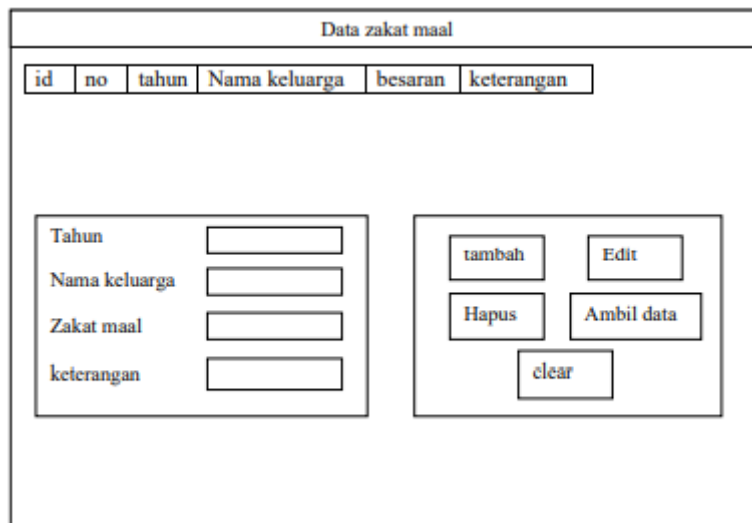 Data zakat maal
id no tahun Nama keluarga besaran keterangan
Tahun
Nama keluarga
Zakat maal
keterangan
tambah Edit
Hapus Ambil data
clear